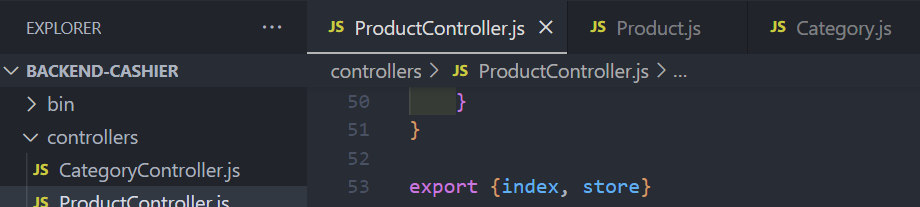 EXPLORER ...
BACKEND-CASHIER
bin
controllers
JS CategoryController.js
JS ProductController.js
JS ProductController.js
JS Product.js
JS Category.js
controllers > JS ProductController.js > ...
50 }
51 }
52
53 export {index, store}